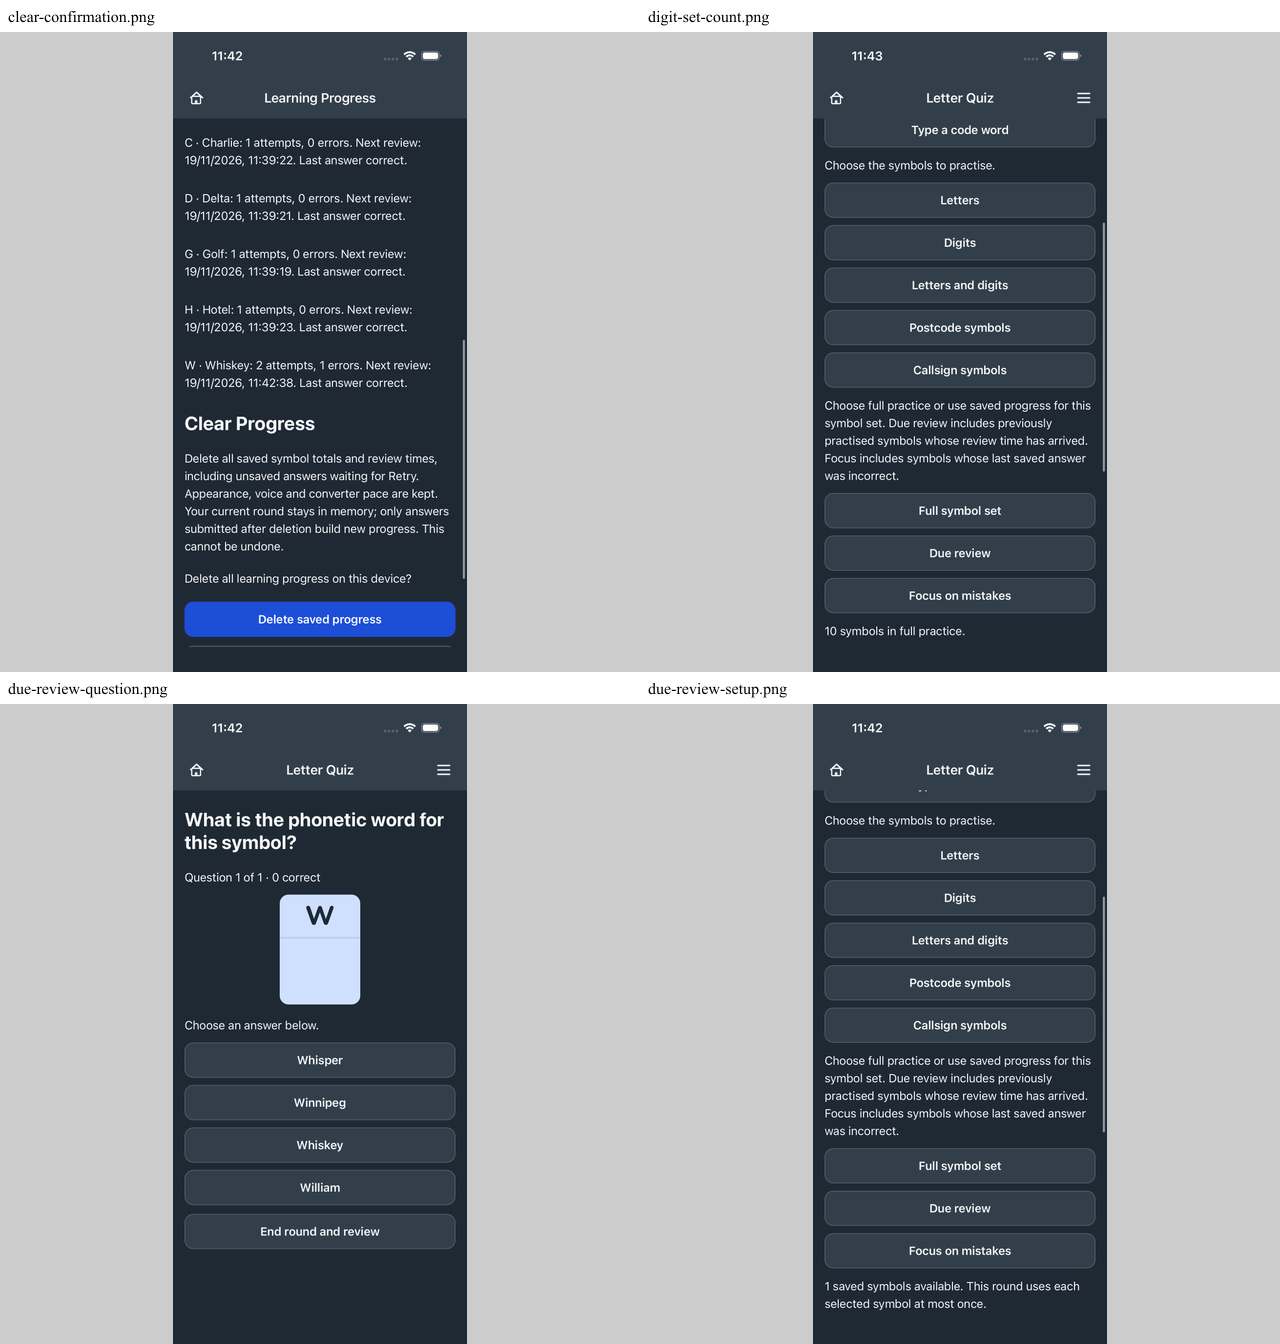 clear-confirmation.png
11:42
Learning Progress
C · Charlie: 1 attempts, 0 errors. Next review:
19/11/2026, 11:39:22. Last answer correct.
D · Delta: 1 attempts, 0 errors. Next review:
19/11/2026, 11:39:21. Last answer correct.
G · Golf: 1 attempts, 0 errors. Next review:
19/11/2026, 11:39:19. Last answer correct.
H · Hotel: 1 attempts, 0 errors. Next review:
19/11/2026, 11:39:23. Last answer correct.
W · Whiskey: 2 attempts, 1 errors. Next review:
19/11/2026, 11:42:38. Last answer correct.
Clear Progress
Delete all saved symbol totals and review times,
including unsaved answers waiting for Retry.
Appearance, voice and converter pace are kept.
Your current round stays in memory; only answers
submitted after deletion build new progress. This
cannot be undone.
Delete all learning progress on this device?
Delete saved progress
digit-set-count.png
11:43
Letter Quiz
Type a code word
Choose the symbols to practise.
Letters
Digits
Letters and digits
Postcode symbols
Callsign symbols
Choose full practice or use saved progress for this
symbol set. Due review includes previously
practised symbols whose review time has arrived.
Focus includes symbols whose last saved answer
was incorrect.
Full symbol set
Due review
Focus on mistakes
10 symbols in full practice.
due-review-question.png
11:42
Letter Quiz
What is the phonetic word for
this symbol?
Question 1 of 1 · 0 correct
W
Choose an answer below.
Whisper
Winnipeg
Whiskey
William
End round and review
due-review-setup.png
11:42
Letter Quiz
Choose the symbols to practise.
Letters
Digits
Letters and digits
Postcode symbols
Callsign symbols
Choose full practice or use saved progress for this
symbol set. Due review includes previously
practised symbols whose review time has arrived.
Focus includes symbols whose last saved answer
was incorrect.
Full symbol set
Due review
Focus on mistakes
1 saved symbols available. This round uses each
selected symbol at most once.